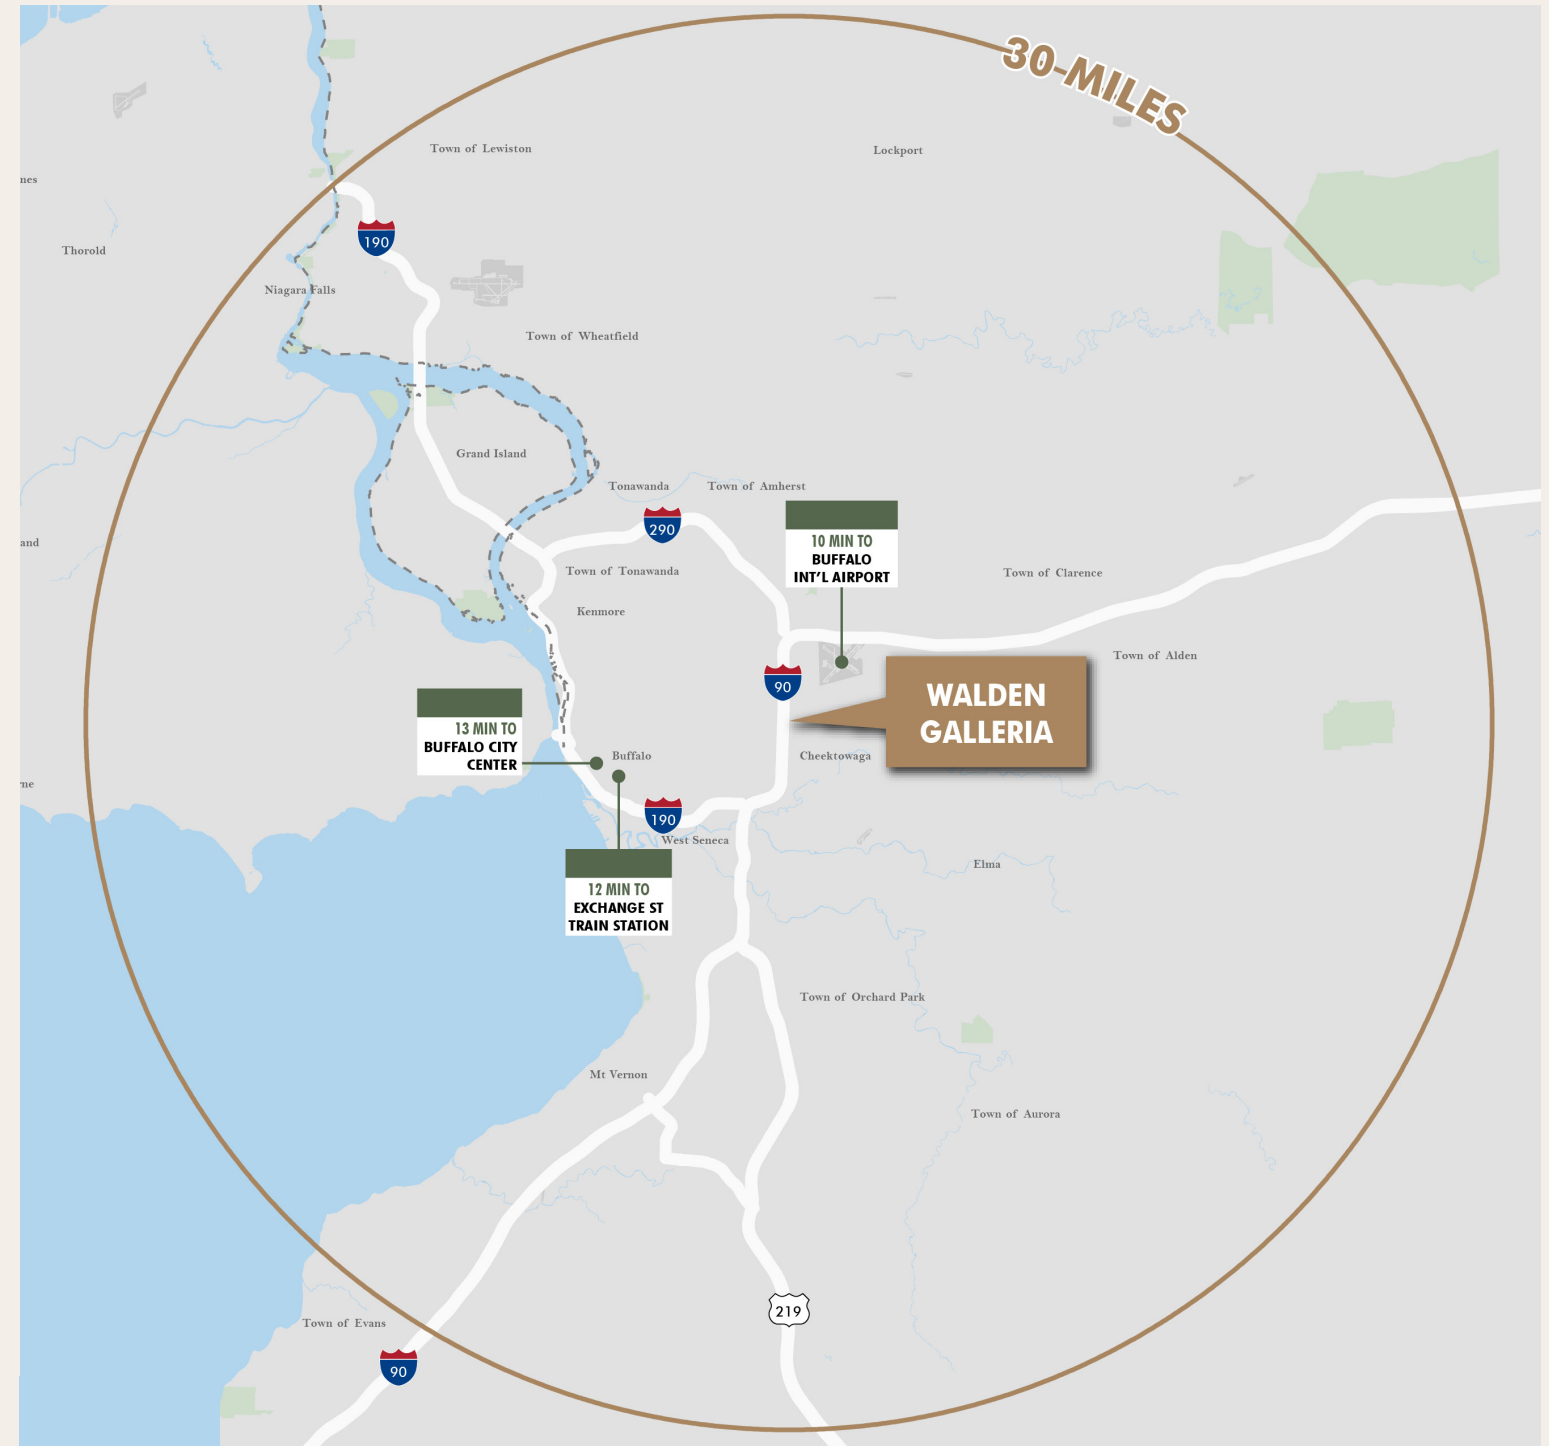 30 MILES
Town of Lewiston
Lockport
nes
190
Thorold
Niagara Falls
Town of Wheatfield
Grand Island
Tonawanda
Town of Amherst
290
10 MIN TO
BUFFALO
INT'L AIRPORT
and
Town of Tonawanda
Town of Clarence
Kenmore
Town of Alden
90
WALDEN
GALLERIA
13 MIN TO
BUFFALO CITY
CENTER
Buffalo
Cheektowaga
ne
190
West Seneca
Elma
12 MIN TO
EXCHANGE ST
TRAIN STATION
Town of Orchard Park
Mt Vernon
Town of Aurora
219
Town of Evans
90